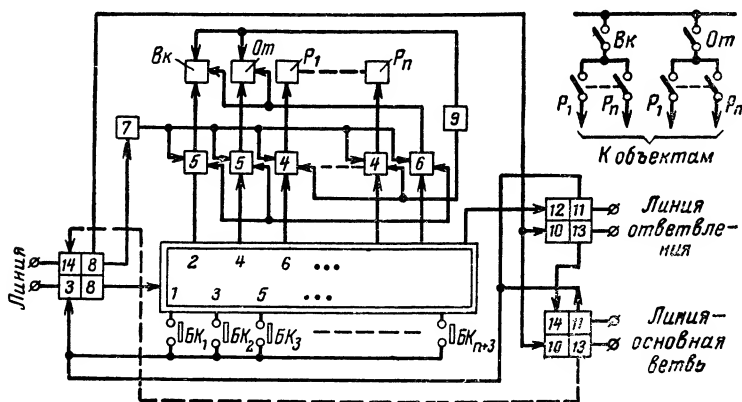 Вк От P₁ Pₙ
Вк От
P₁ Pₙ P₁ Pₙ
К объектам
7 9
5 5 4 4 6
14 8
3 8
Линия
2 4 6 •••
1 3 5 •••
БК₁ БК₂ БК₃ БКₙ₊₃
12 11
10 13
Линия ответвле-
ния
14 11
10 13
Линия-
основная
ветвь